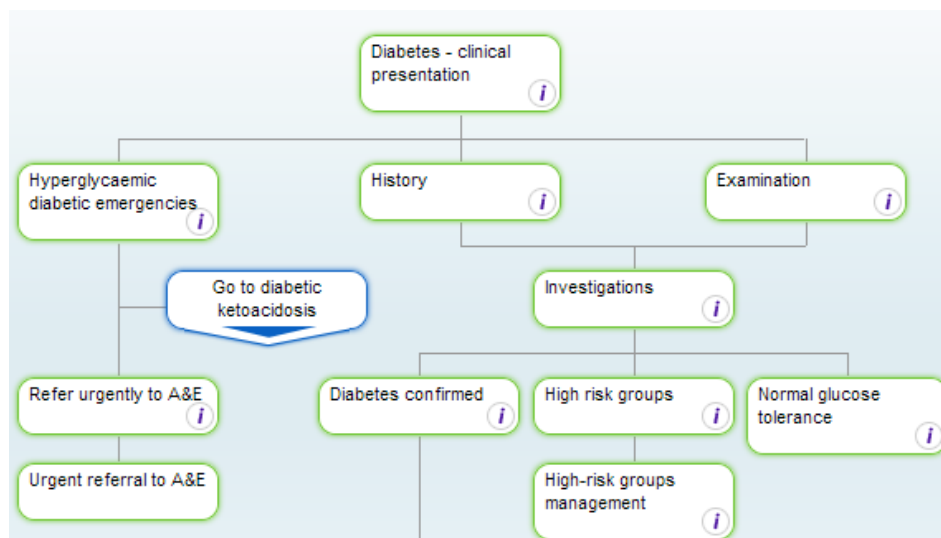 Diabetes - clinical
presentation
i
Hyperglycaemic
diabetic emergencies
i
History
i
Examination
i
Go to diabetic
ketoacidosis
Investigations
i
Refer urgently to A&E
i
Diabetes confirmed
i
High risk groups
i
Normal glucose
tolerance
i
Urgent referral to A&E
High-risk groups
management
i